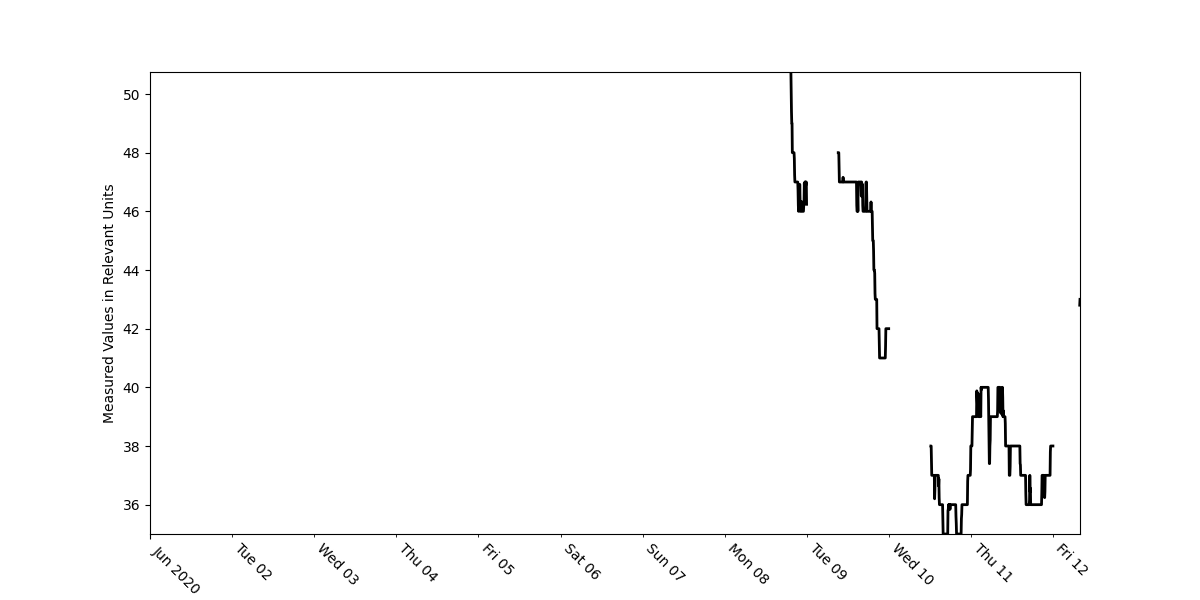 50
48
46
44
42
40
38
36
Measured Values in Relevant Units
Jun 2020
Tue 02
Wed 03
Thu 04
Fri 05
Sat 06
Sun 07
Mon 08
Tue 09
Wed 10
Thu 11
Fri 12